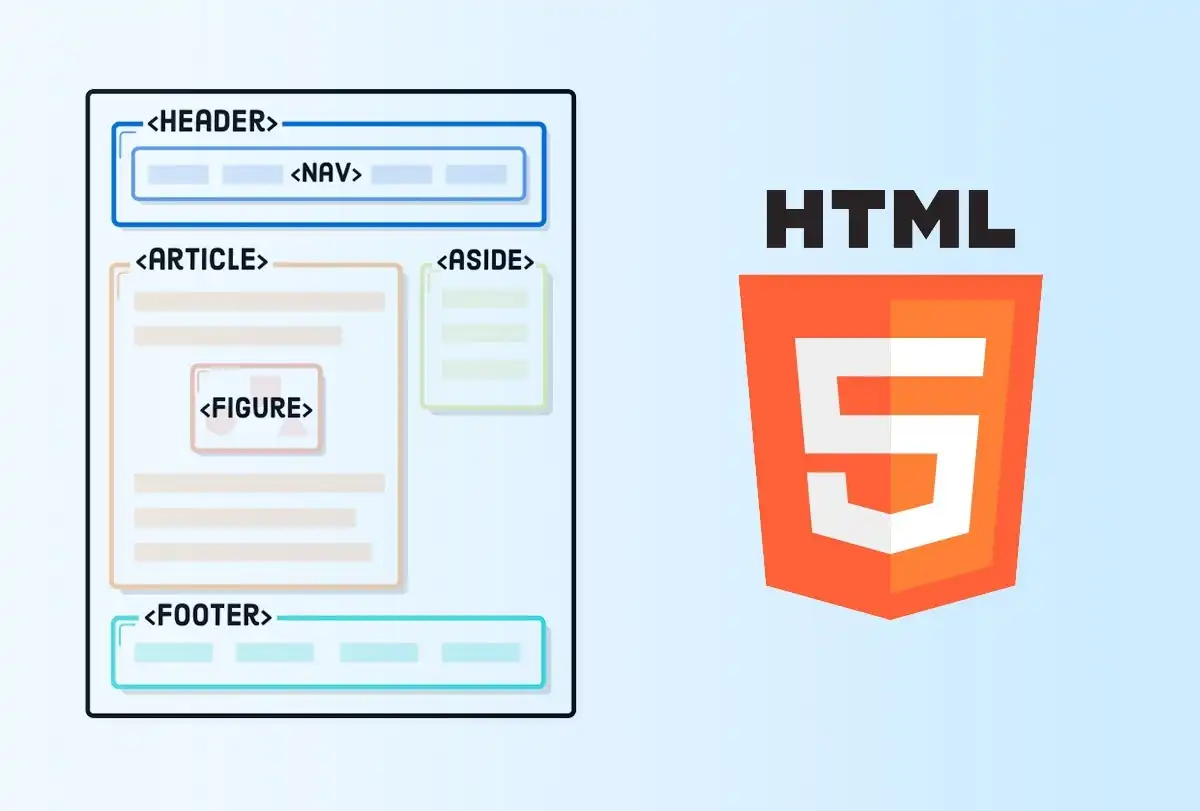 <HEADER>
<NAV>
<ARTICLE>
<ASIDE>
<FIGURE>
<FOOTER>
HTML
5